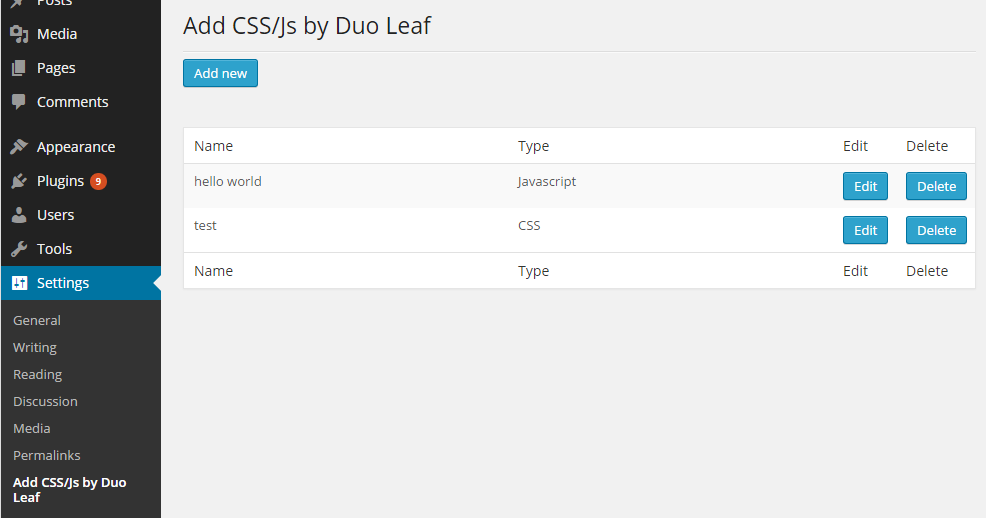 Posts
Media
Pages
Comments
Appearance
Plugins 9
Users
Tools
Settings
General
Writing
Reading
Discussion
Media
Permalinks
Add CSS/Js by Duo
Leaf
Add CSS/Js by Duo Leaf
Add new
Name Type Edit Delete
hello world Javascript Edit Delete
test CSS Edit Delete
Name Type Edit Delete